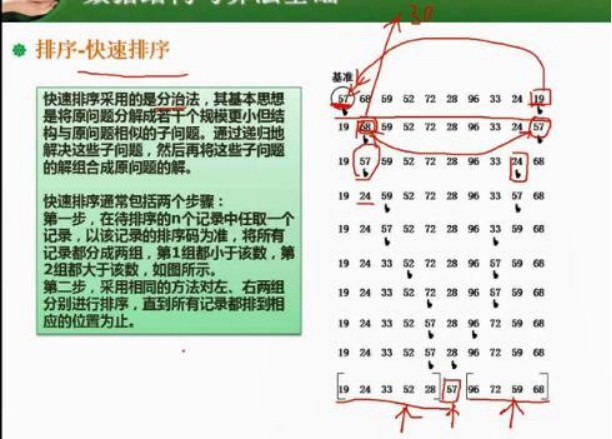 排序-快速排序
快速排序采用的是分治法，其基本思想
是将原问题分解成若干个规模更小但结
构与原问题相似的子问题。通过递归地
解决这些子问题，然后再将这些子问题
的解组合成原问题的解。
快速排序通常包括两个步骤：
第一步，在待排序的n个记录中任取一个
记录，以该记录的排序码为准，将所有
记录都分成两组，第1组都小于该数，第
2组都大于该数，如图所示。
第二步，采用相同的方法对左、右两组
分别进行排序，直到所有记录都排到相
应的位置为止。
基准
57 68 59 52 72 28 96 33 24 19
19 68 59 52 72 28 96 33 24 57
19 57 59 52 72 28 96 33 24 68
19 24 59 52 72 28 96 33 57 68
19 24 57 52 72 28 96 33 59 68
19 24 33 52 72 28 96 57 59 68
19 24 33 52 72 28 96 57 59 68
19 24 33 52 57 28 96 72 59 68
19 24 33 52 57 28 96 72 59 68
[19 24 33 52 28] 57 [96 72 59 68]